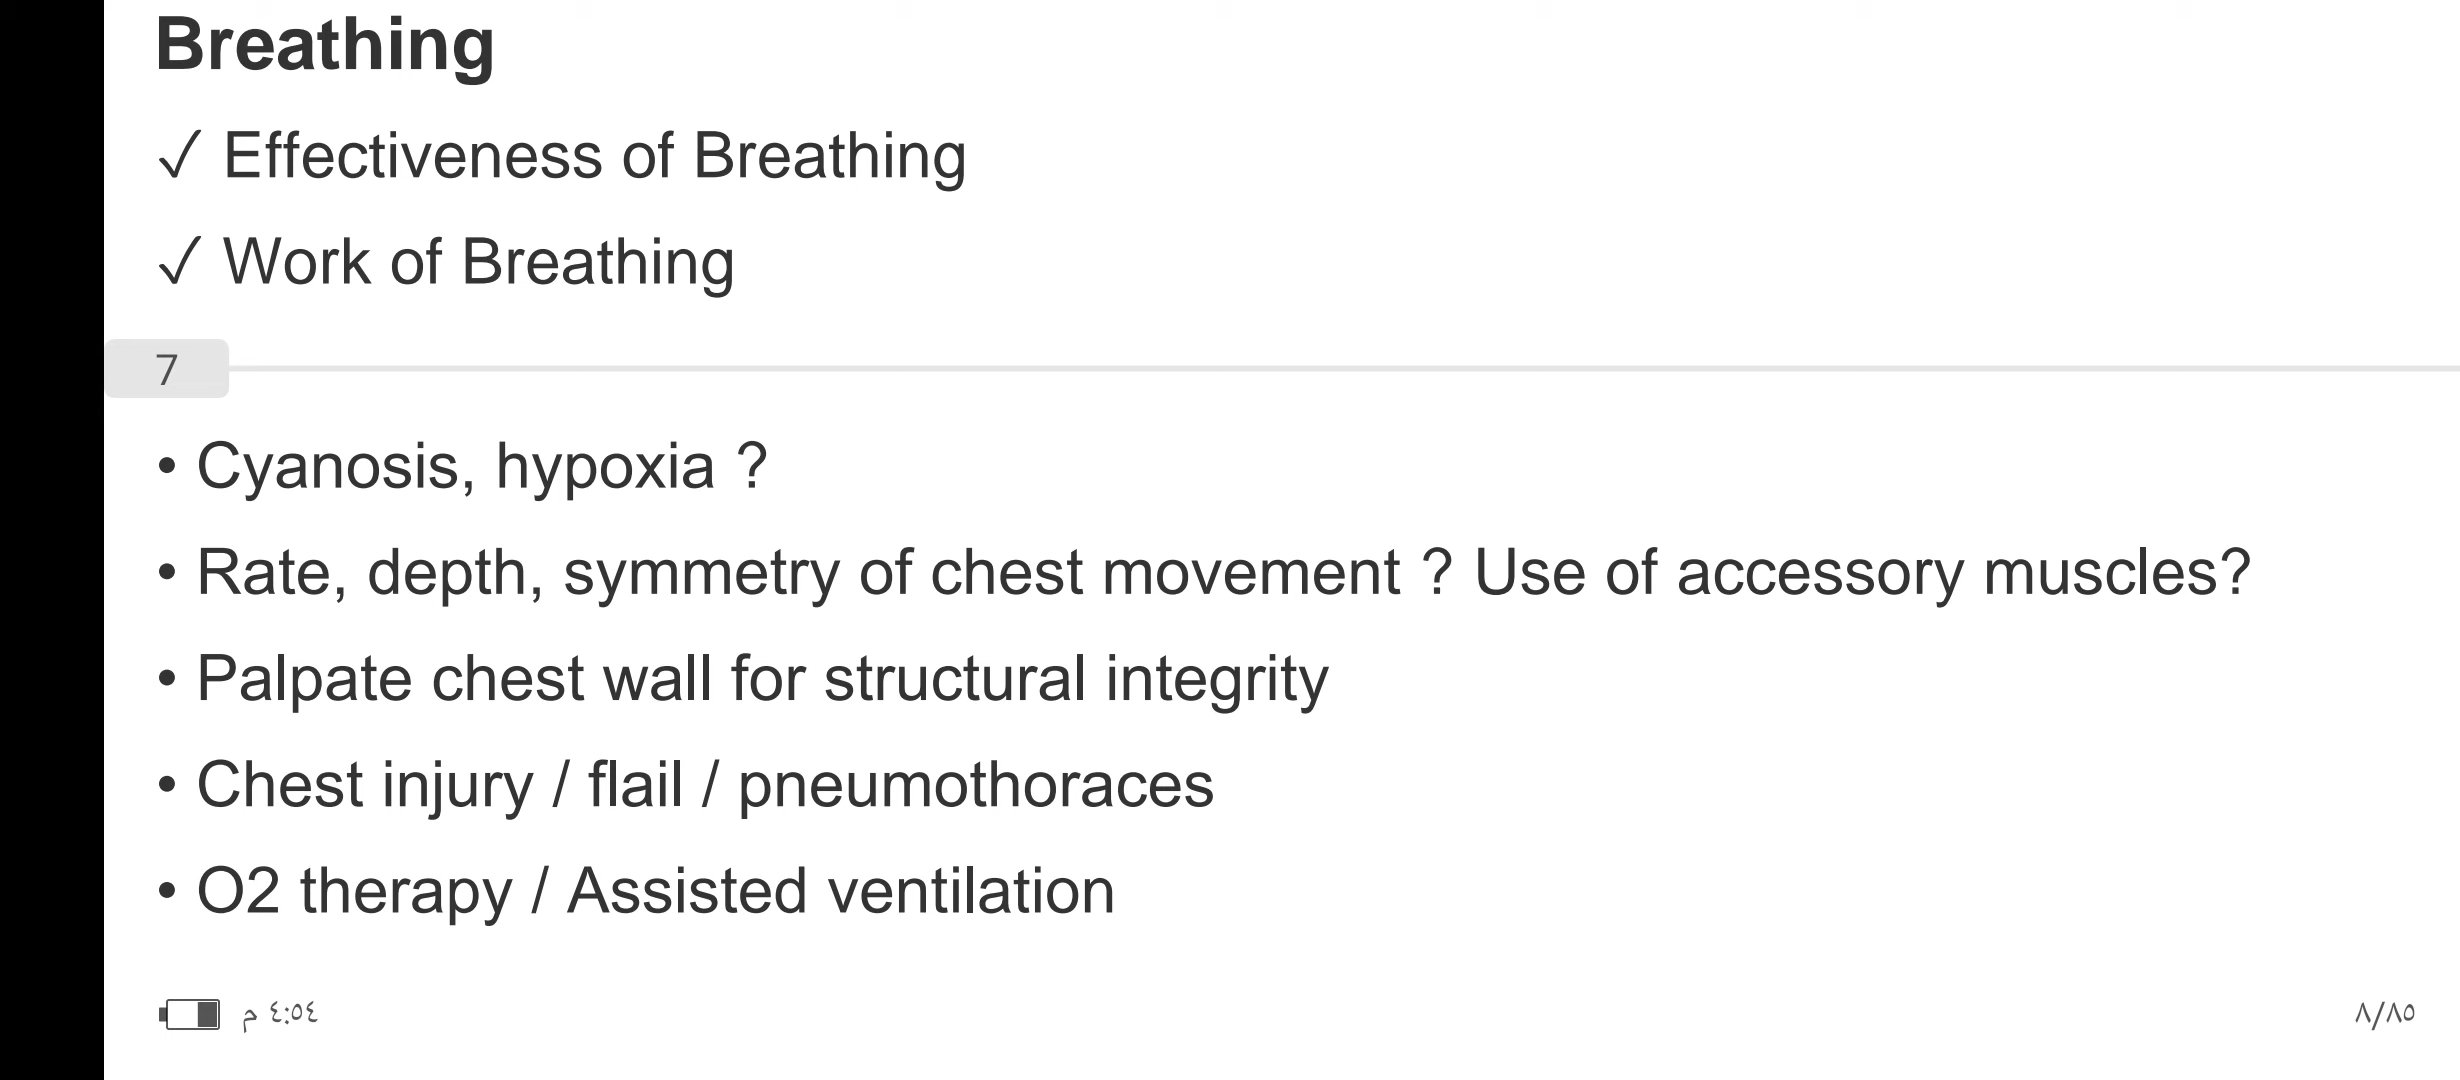 Breathing
✓ Effectiveness of Breathing
✓ Work of Breathing
7
• Cyanosis, hypoxia ?
• Rate, depth, symmetry of chest movement ? Use of accessory muscles?
• Palpate chest wall for structural integrity
• Chest injury / flail / pneumothoraces
• O2 therapy / Assisted ventilation
٤:٥٤ م
٨/٨٥